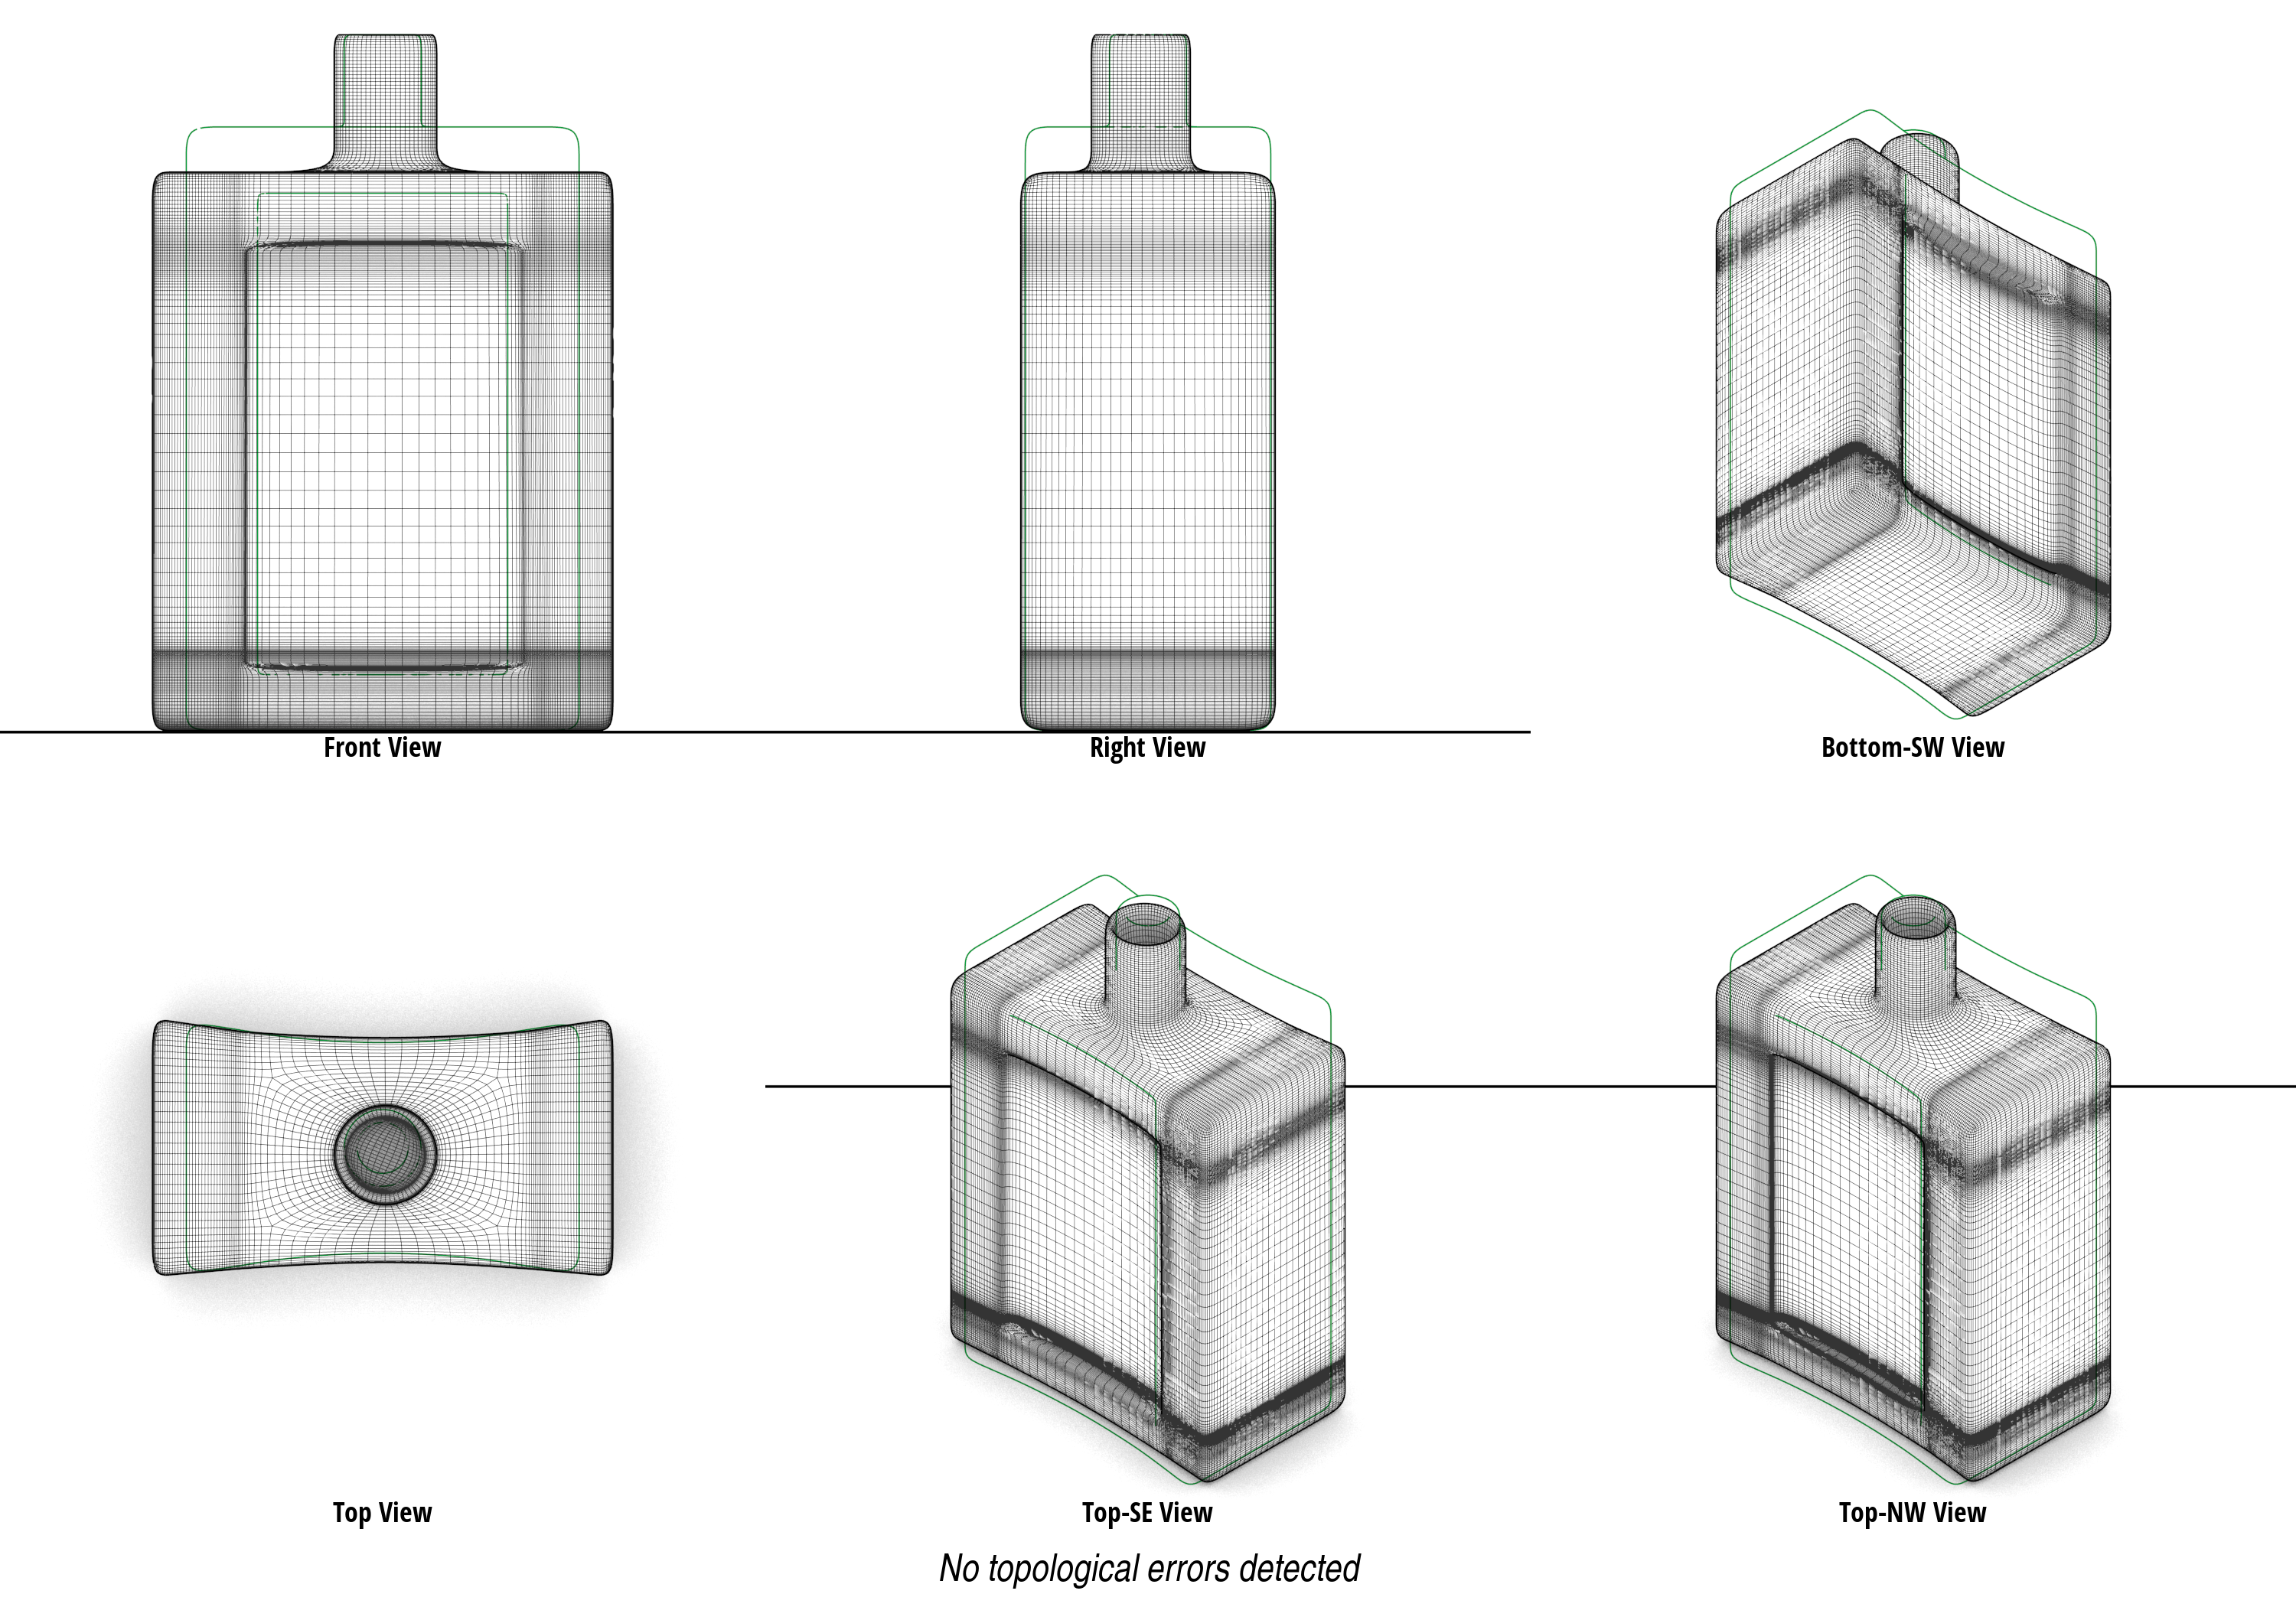 Front View
Right View
Bottom-SW View
Top View
Top-SE View
Top-NW View
No topological errors detected